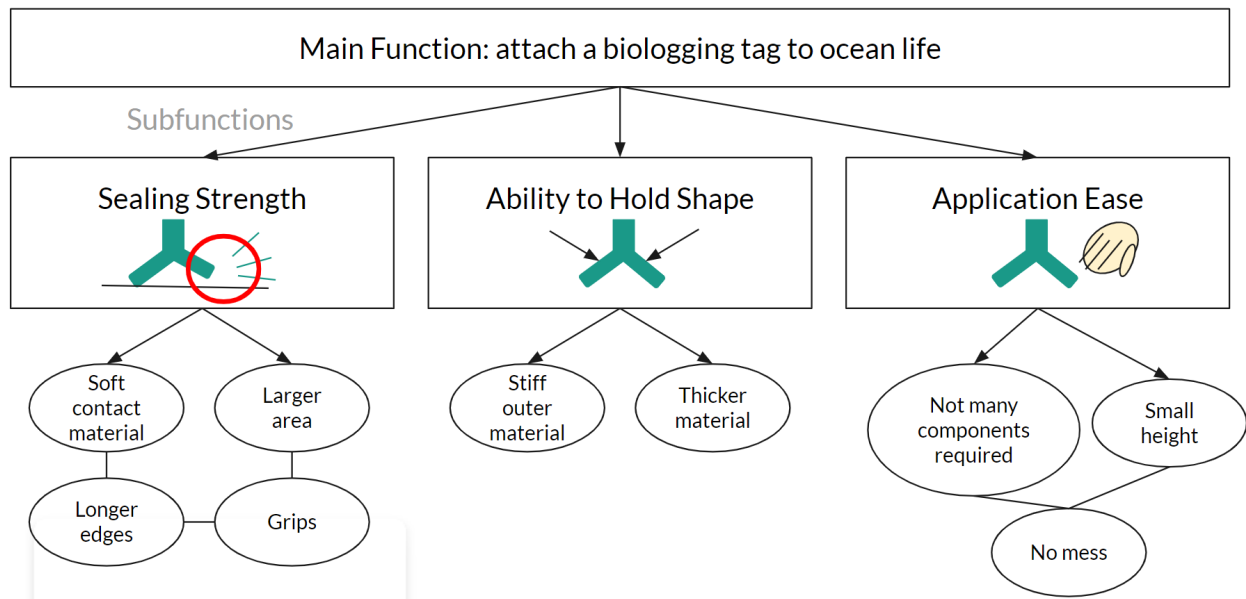 Main Function: attach a biologging tag to ocean life
Subfunctions
Sealing Strength
Ability to Hold Shape
Application Ease
Soft
contact
material
Larger
area
Longer
edges
Grips
Stiff
outer
material
Thicker
material
Not many
components
required
Small
height
No mess